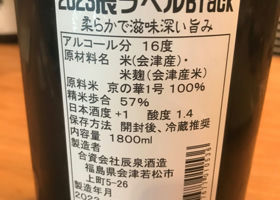 2023辰ラベルBlack
柔らかで滋味深い旨み
アルコール分 16度
原材料名 米(会津産)・
米麹(会津産米)
原料米 京の華1号 100%
精米歩合 57%
日本酒度 +1 酸度 1.4
保存方法 開封後、冷蔵推奨
内容量 1800ml
製造者
合資会社辰泉酒造
福島県会津若松市
上町5-26
製造年月